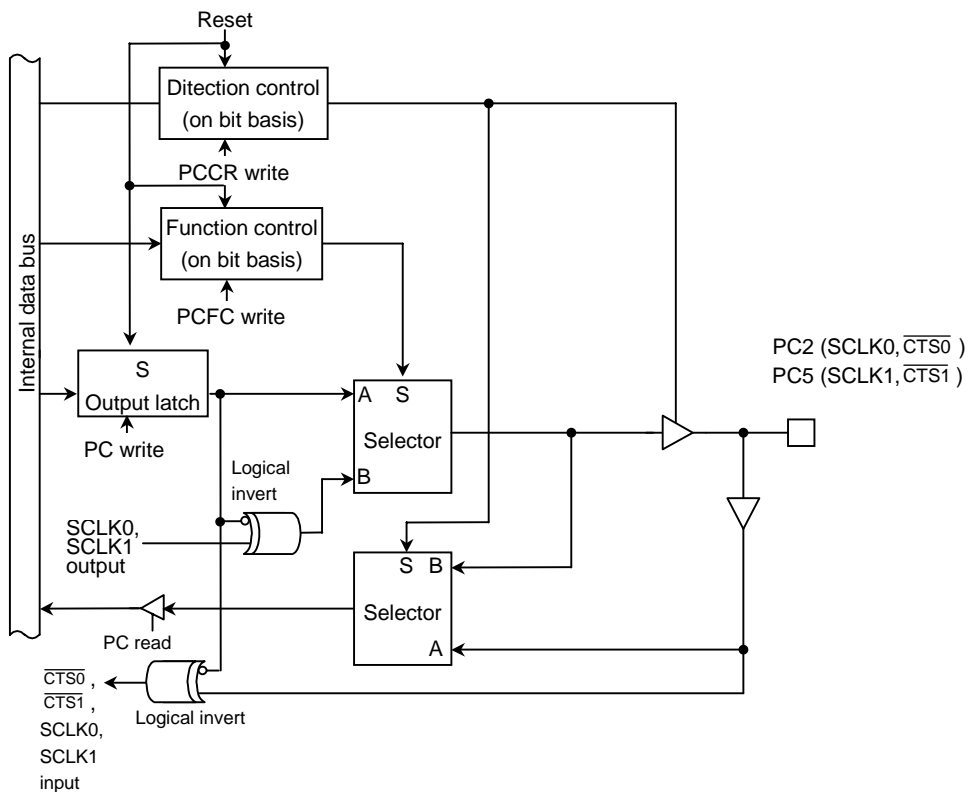 Reset
Ditection control
(on bit basis)
PCCR write
Function control
(on bit basis)
PCFC write
Internal data bus
S
Output latch
PC write
A S
Selector
B
PC2 (SCLK0, CTS0 )
PC5 (SCLK1, CTS1 )
Logical
invert
SCLK0,
SCLK1
output
S B
Selector
A
PC read
CTS0 ,
CTS1 ,
SCLK0,
SCLK1
input
Logical invert